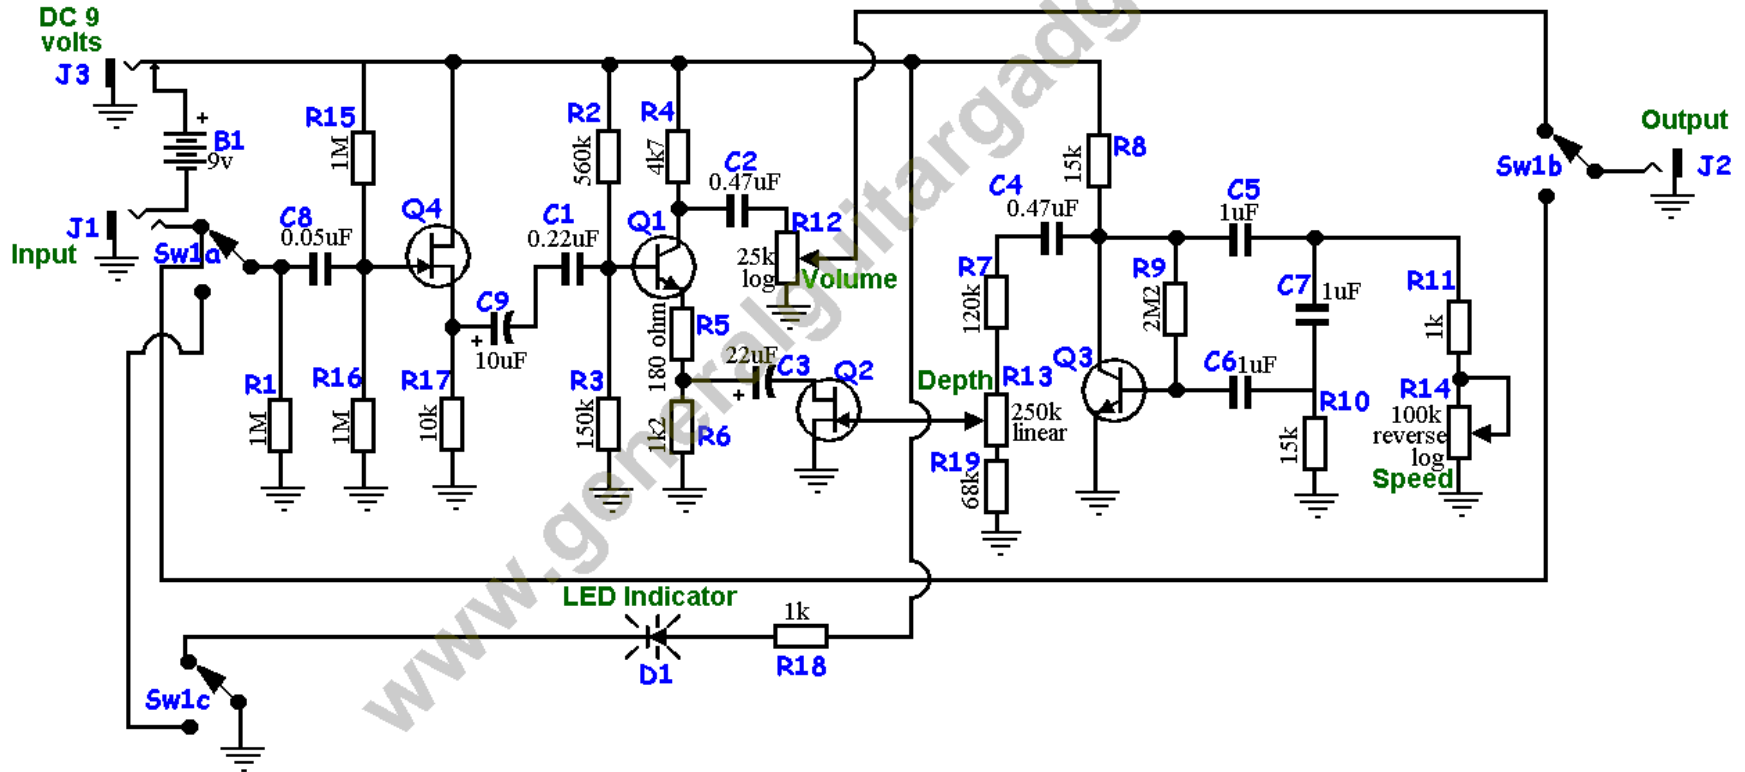 DC 9
volts
J3
B1
9v
+
J1
Input
Sw1a
C8
0.05uF
R15
1M
Q4
R1
1M
R16
1M
R17
10k
C9
+
10uF
C1
0.22uF
R2
560k
R4
4k7
Q1
C2
0.47uF
R12
25k
log
Volume
R3
150k
R5
180 ohm
22uF
C3
+
R6
1k2
Q2
Depth
R13
250k
linear
R19
68k
R7
120k
C4
0.47uF
R8
15k
Q3
R9
2M2
C5
1uF
C7
1uF
C6
1uF
R10
15k
R11
1k
R14
100k
reverse
log
Speed
Sw1b
Output
J2
LED Indicator
D1
1k
R18
Sw1c
www.generalguitargadg